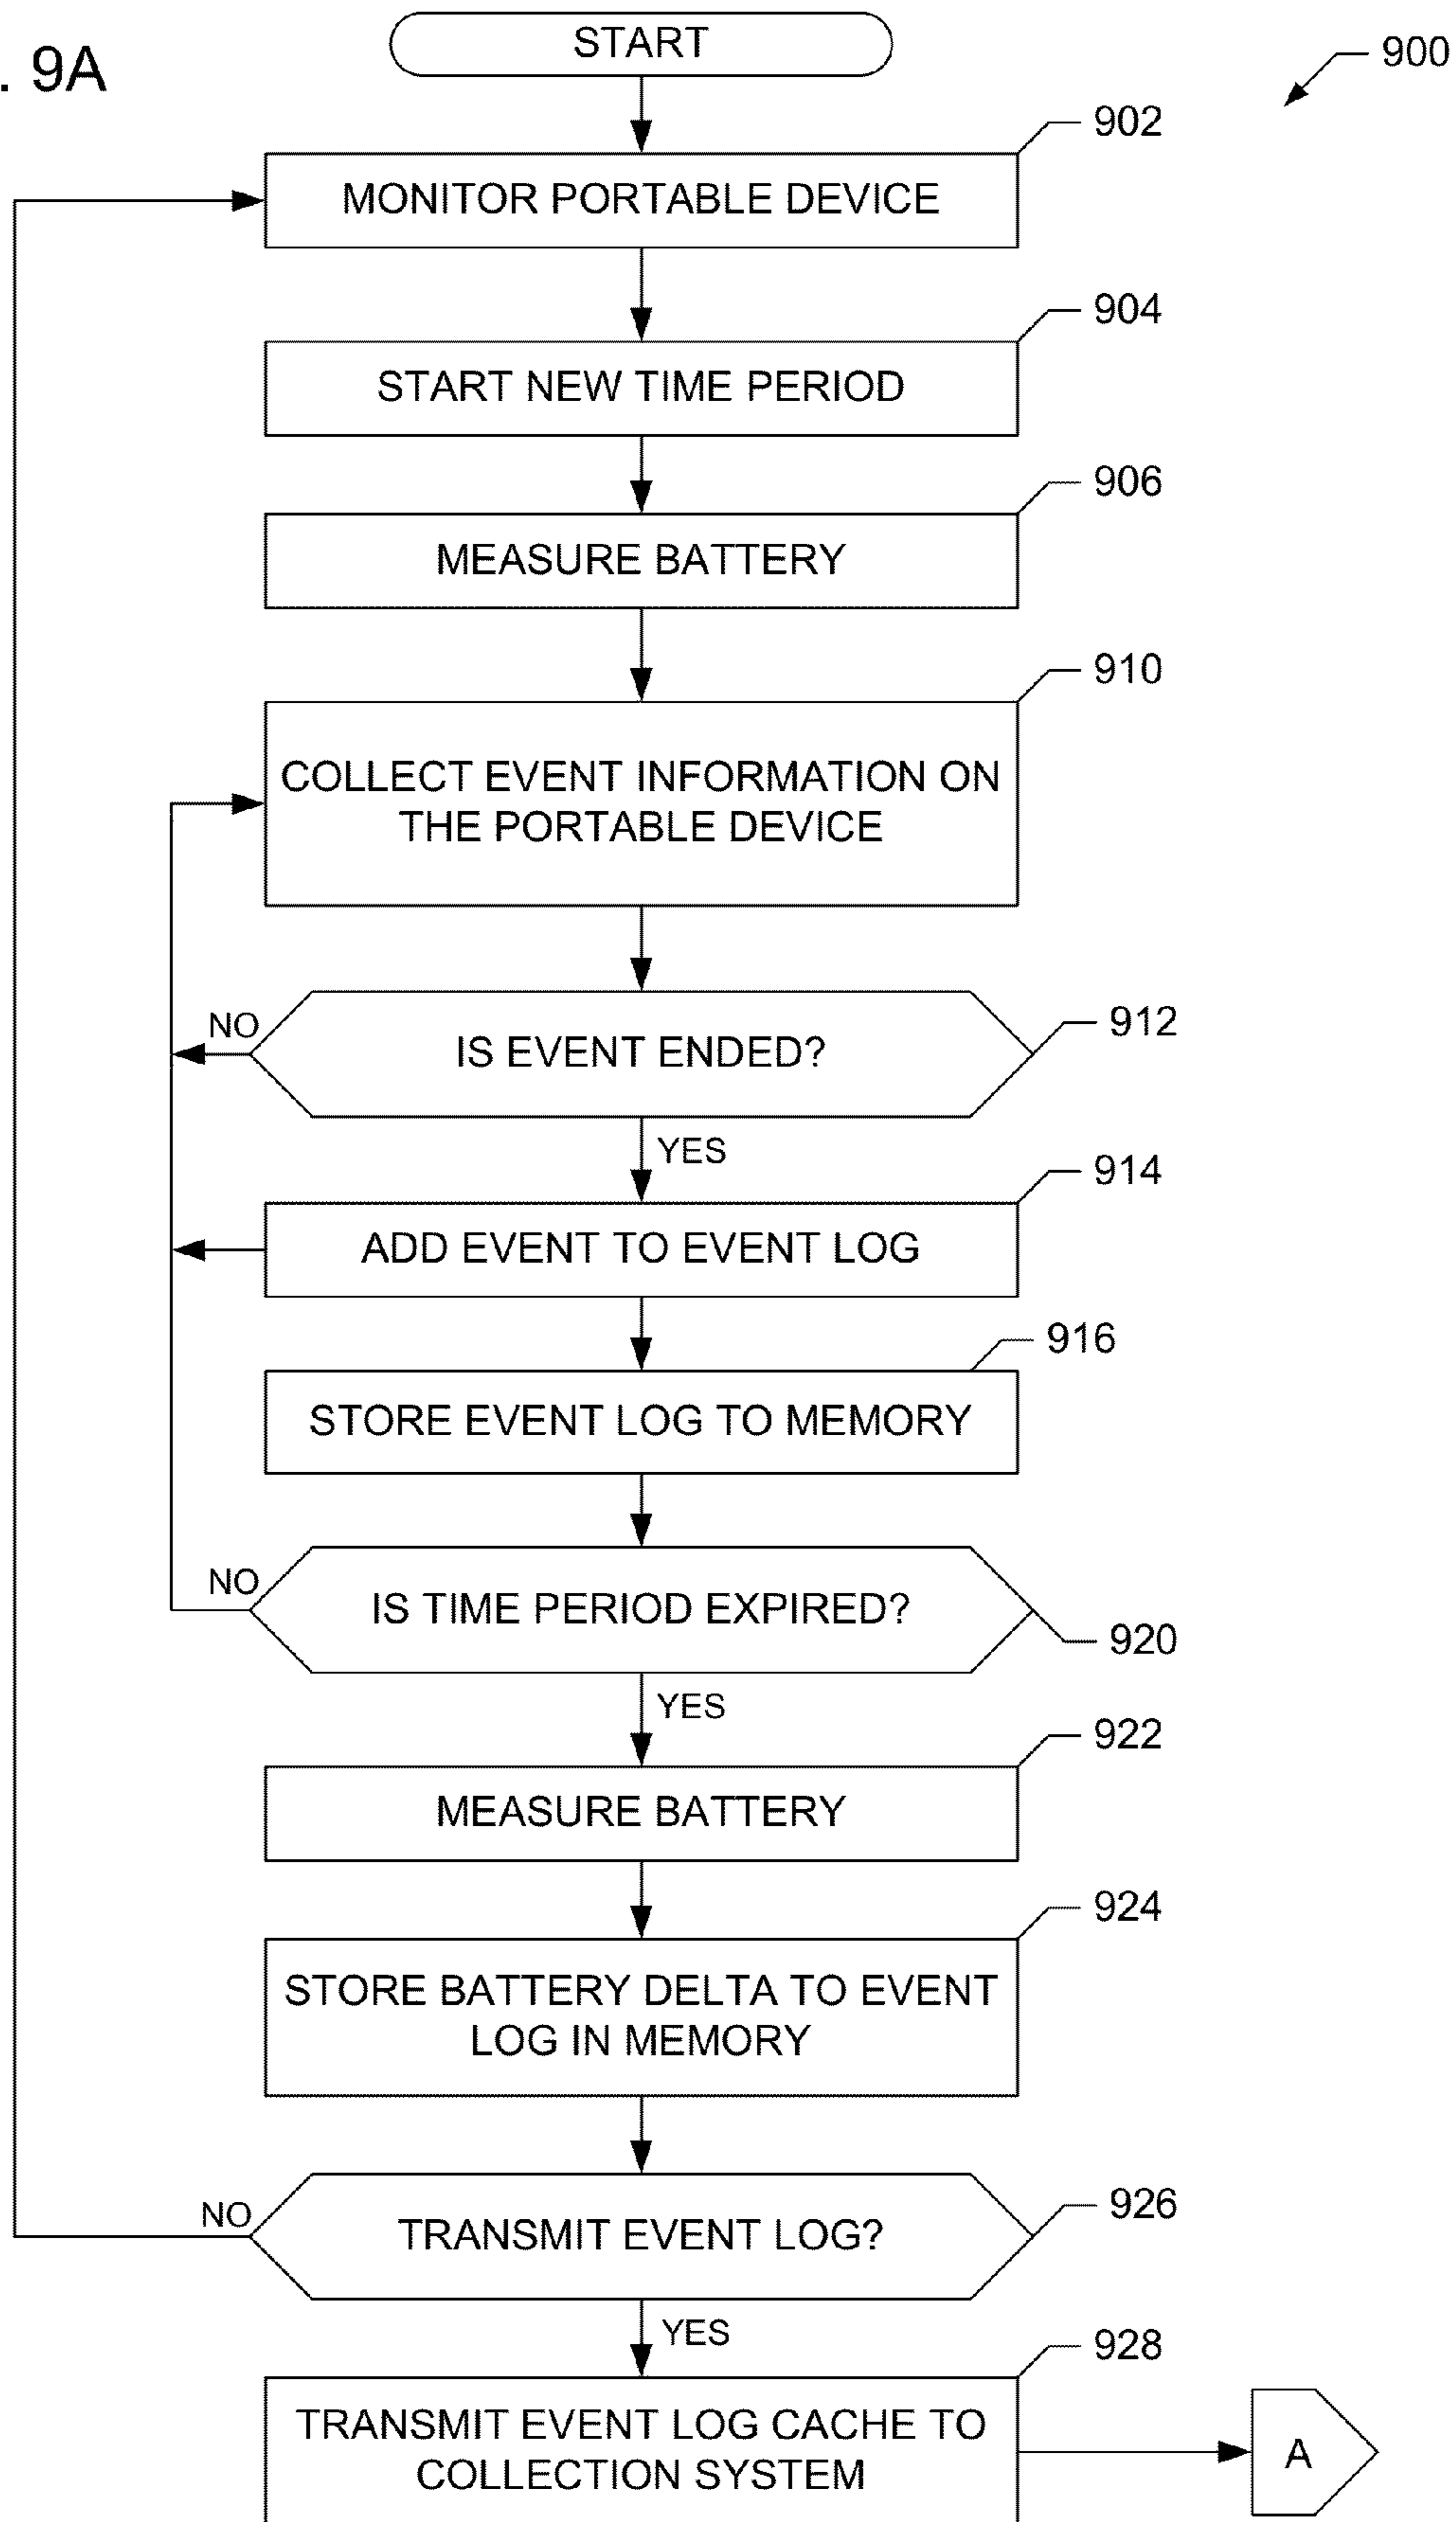 . 9A
START
900
902
MONITOR PORTABLE DEVICE
904
START NEW TIME PERIOD
906
MEASURE BATTERY
910
COLLECT EVENT INFORMATION ON
THE PORTABLE DEVICE
NO
IS EVENT ENDED?
912
YES
914
ADD EVENT TO EVENT LOG
916
STORE EVENT LOG TO MEMORY
NO
IS TIME PERIOD EXPIRED?
920
YES
922
MEASURE BATTERY
924
STORE BATTERY DELTA TO EVENT
LOG IN MEMORY
NO
TRANSMIT EVENT LOG?
926
YES
928
TRANSMIT EVENT LOG CACHE TO
COLLECTION SYSTEM
A